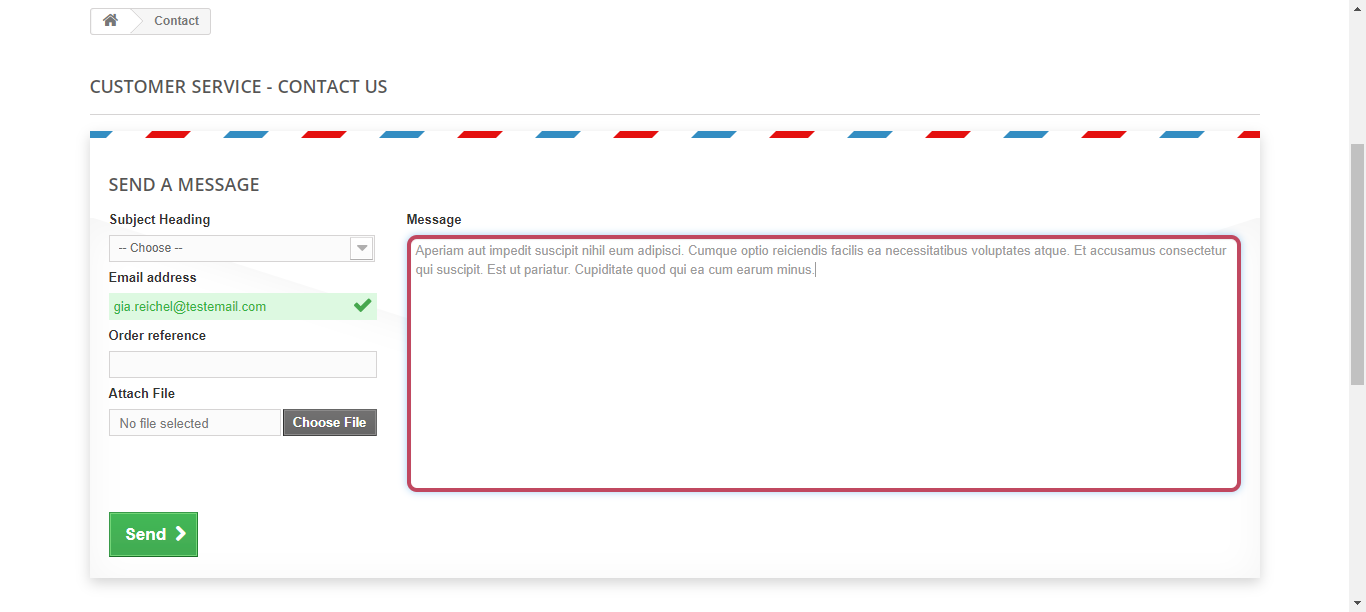 Contact
CUSTOMER SERVICE - CONTACT US
SEND A MESSAGE
Subject Heading
-- Choose --
Email address
gia.reichel@testemail.com
Order reference
Attach File
No file selected
Choose File
Message
Aperiam aut impedit suscipit nihil eum adipisci. Cumque optio reiciendis facilis ea necessitatibus voluptates atque. Et accusamus consectetur
qui suscipit. Est ut pariatur. Cupiditate quod qui ea cum earum minus.
Send